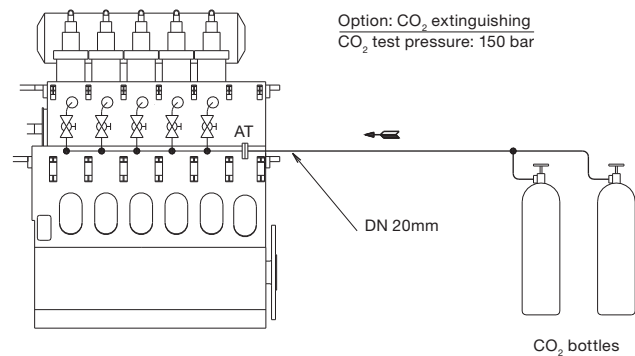 Option: CO₂ extinguishing
CO₂ test pressure: 150 bar
AT
DN 20mm
CO₂ bottles